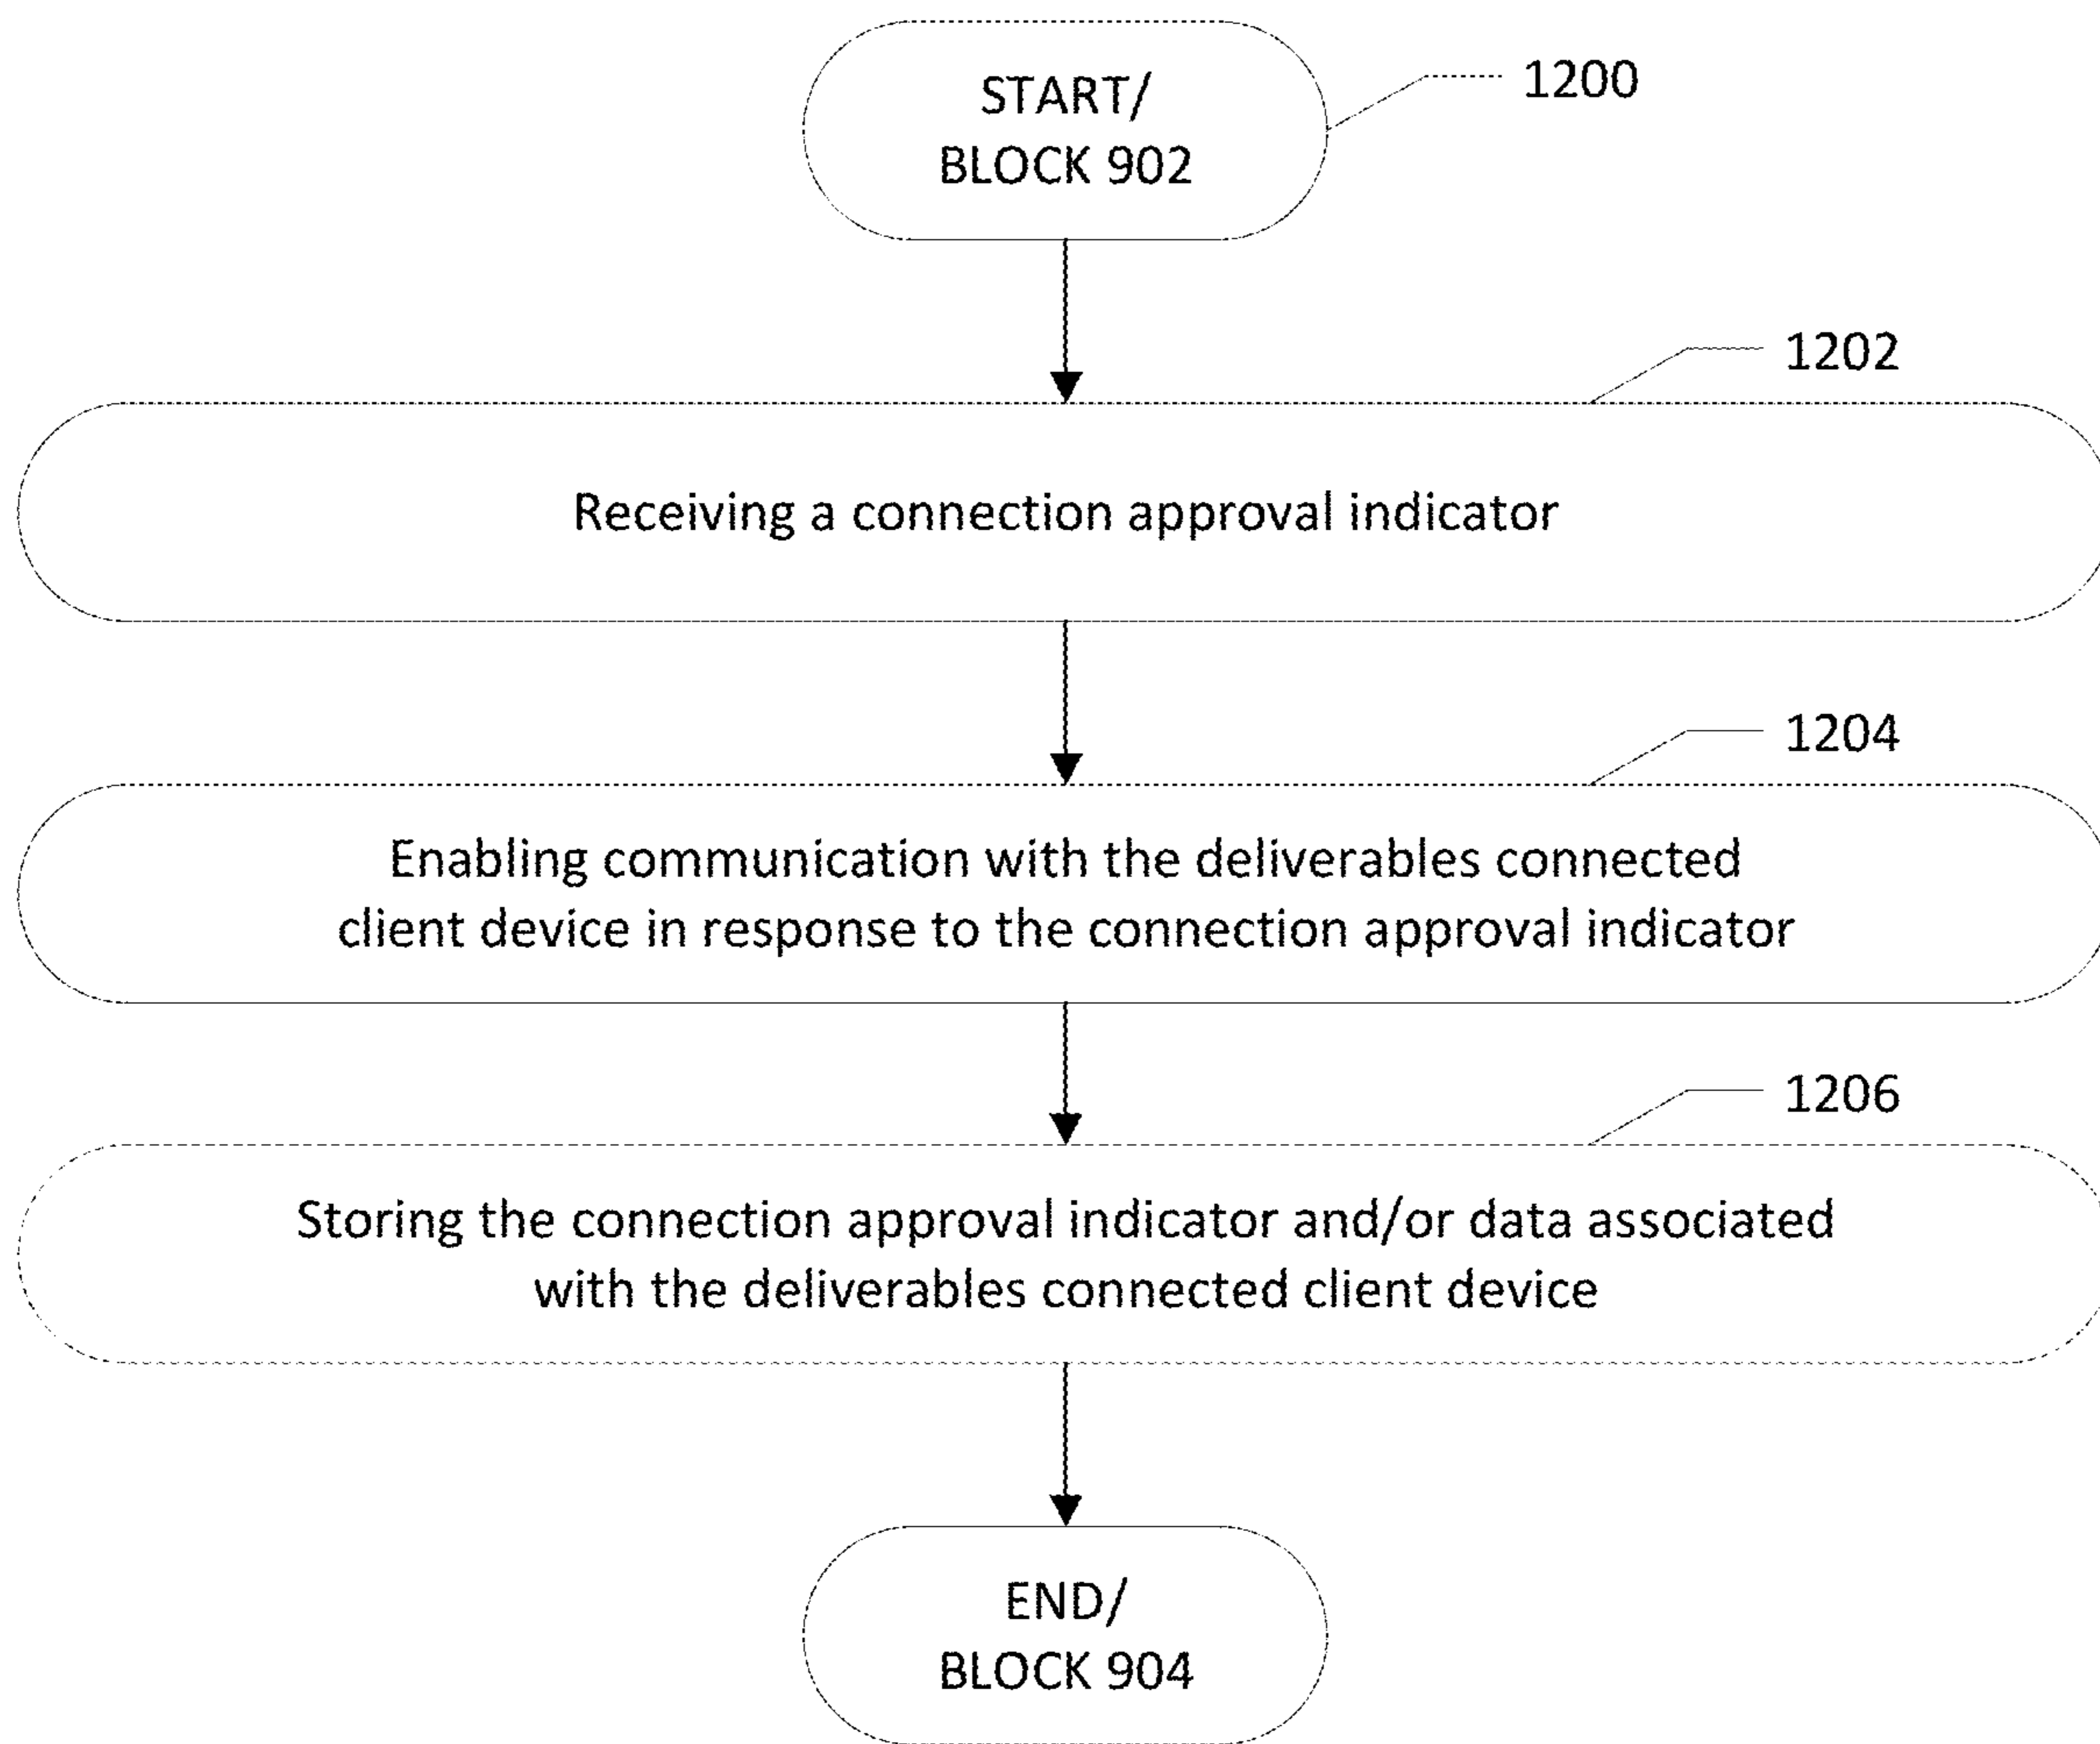 START/
BLOCK 902
1200
1202
Receiving a connection approval indicator
1204
Enabling communication with the deliverables connected
client device in response to the connection approval indicator
1206
Storing the connection approval indicator and/or data associated
with the deliverables connected client device
END/
BLOCK 904